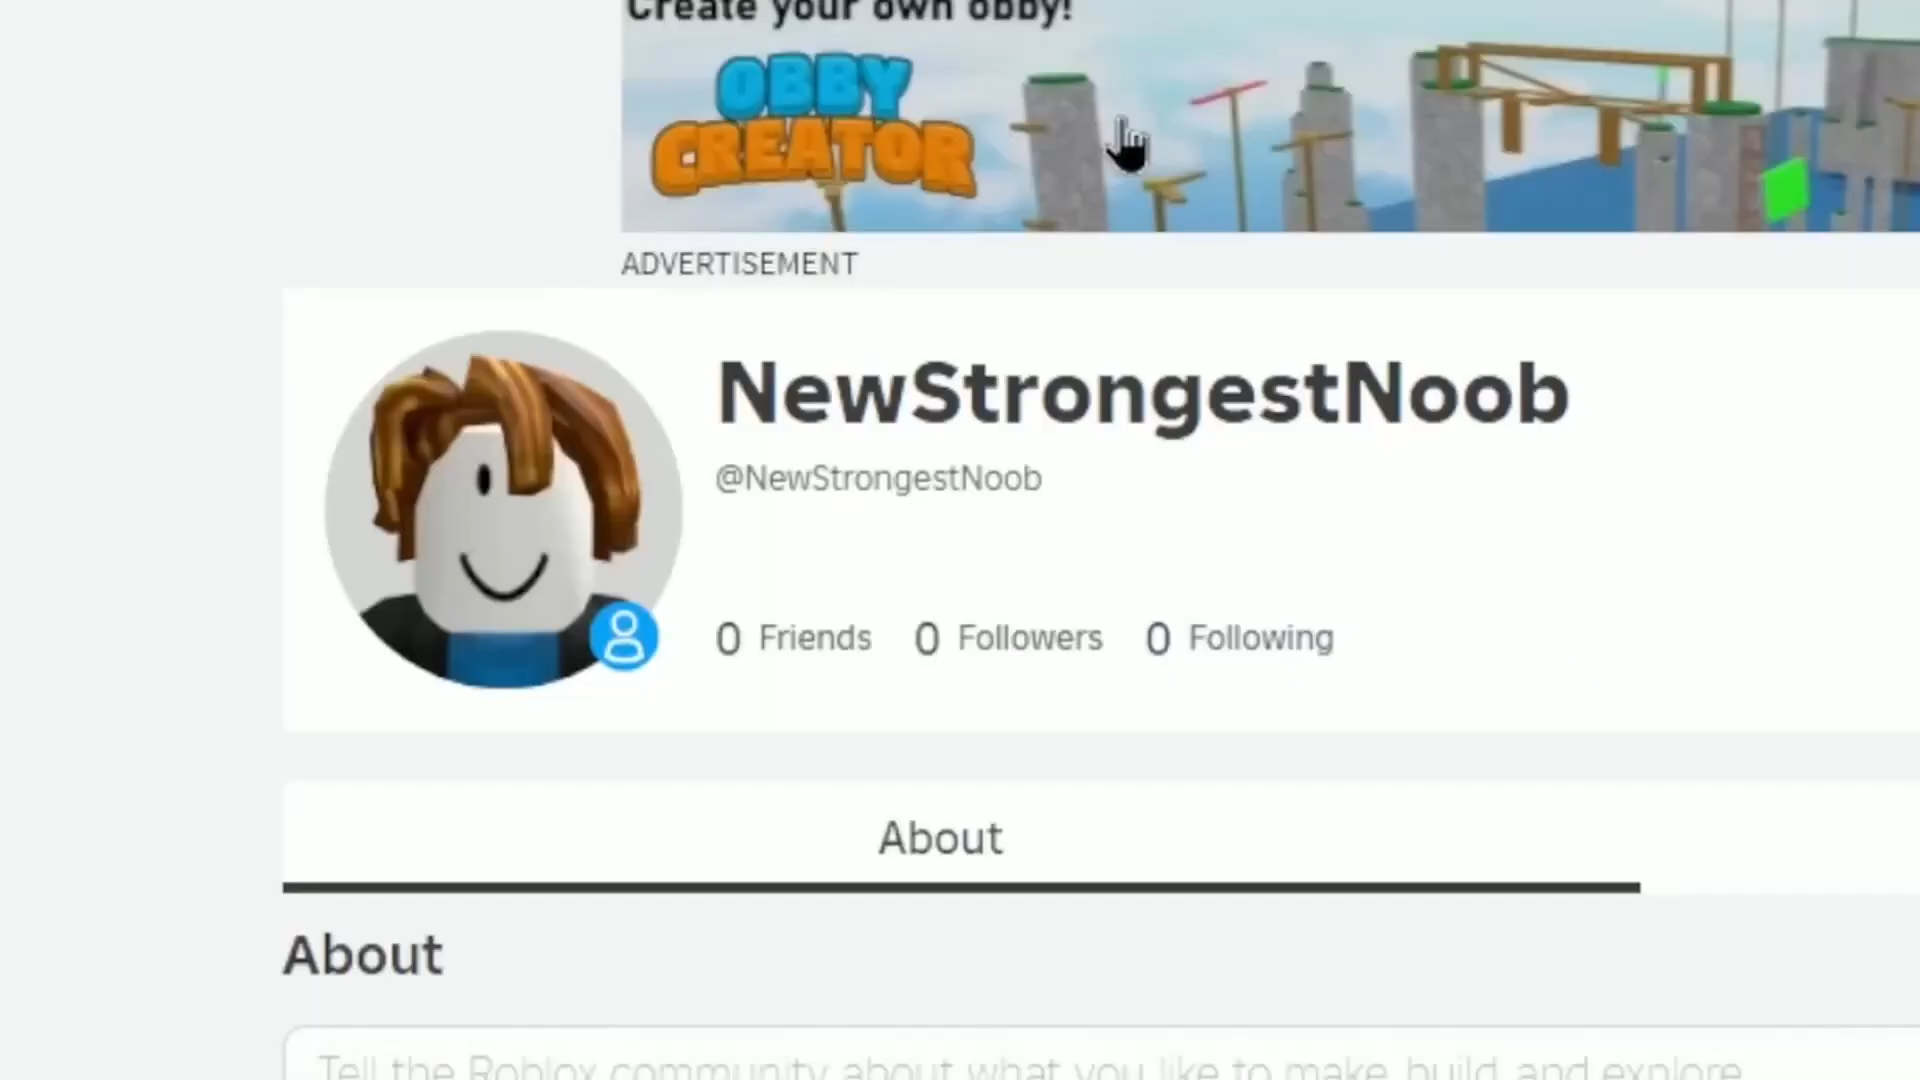 Create your own obby!
OBBY
CREATOR
ADVERTISEMENT
NewStrongestNoob
@NewStrongestNoob
0 Friends 0 Followers 0 Following
About
About
Tell the Roblox community about what you like to make, build, and explore